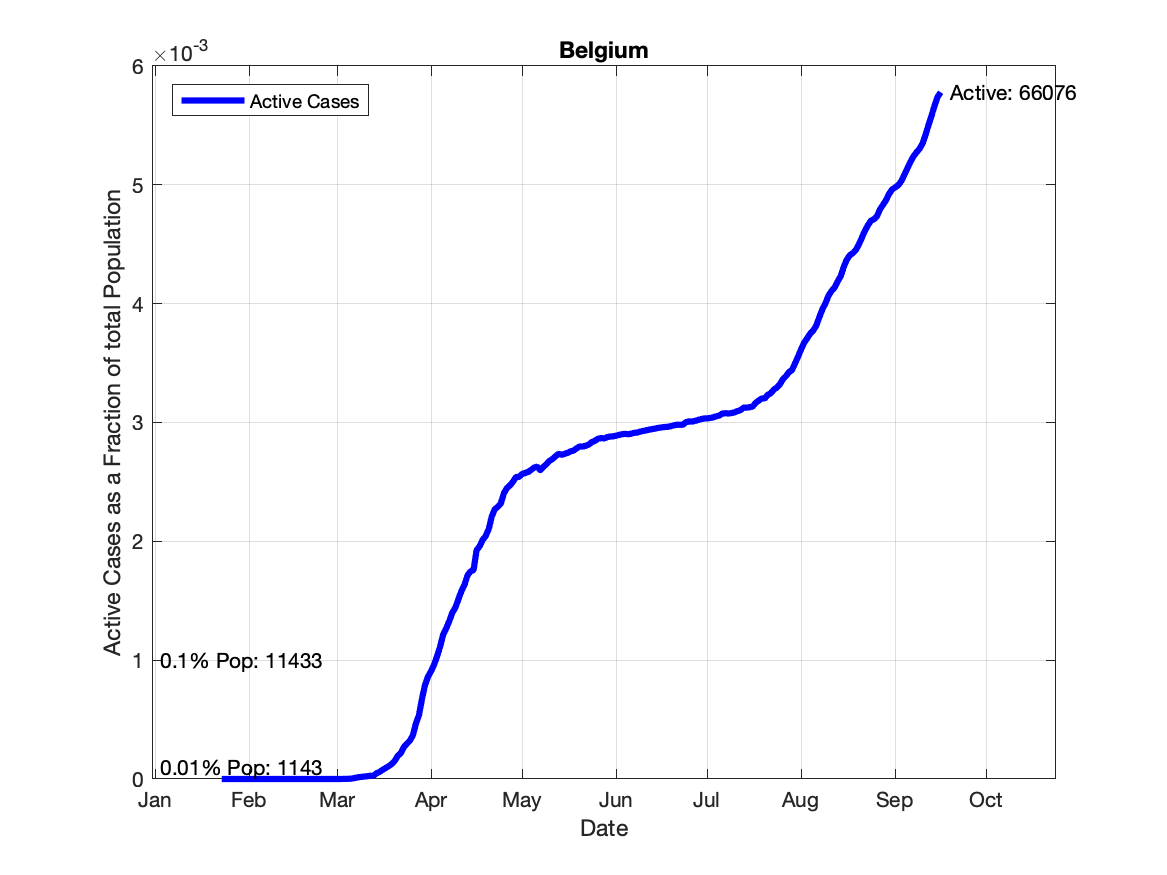 Belgium
×10-3
Active Cases
Active: 66076
6
5
4
3
2
1
0
Active Cases as a Fraction of total Population
0.1% Pop: 11433
0.01% Pop: 1143
Jan Feb Mar Apr May Jun Jul Aug Sep Oct
Date